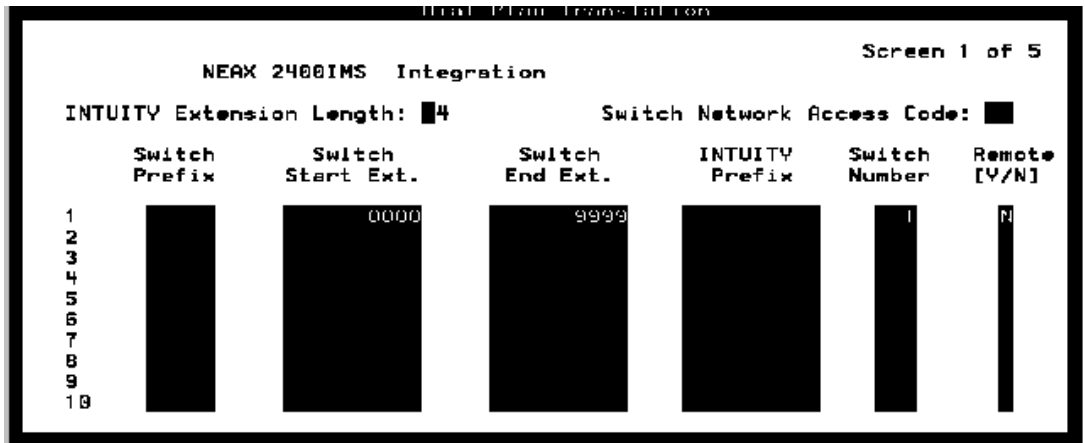 Dial Plan Translation
Screen 1 of 5
NEAX 2400IMS Integration
INTUITY Extension Length: 4 Switch Network Access Code:
Switch Switch Switch INTUITY Switch Remote
Prefix Start Ext. End Ext. Prefix Number [Y/N]
1 0000 9999 1 N
2
3
4
5
6
7
8
9
10